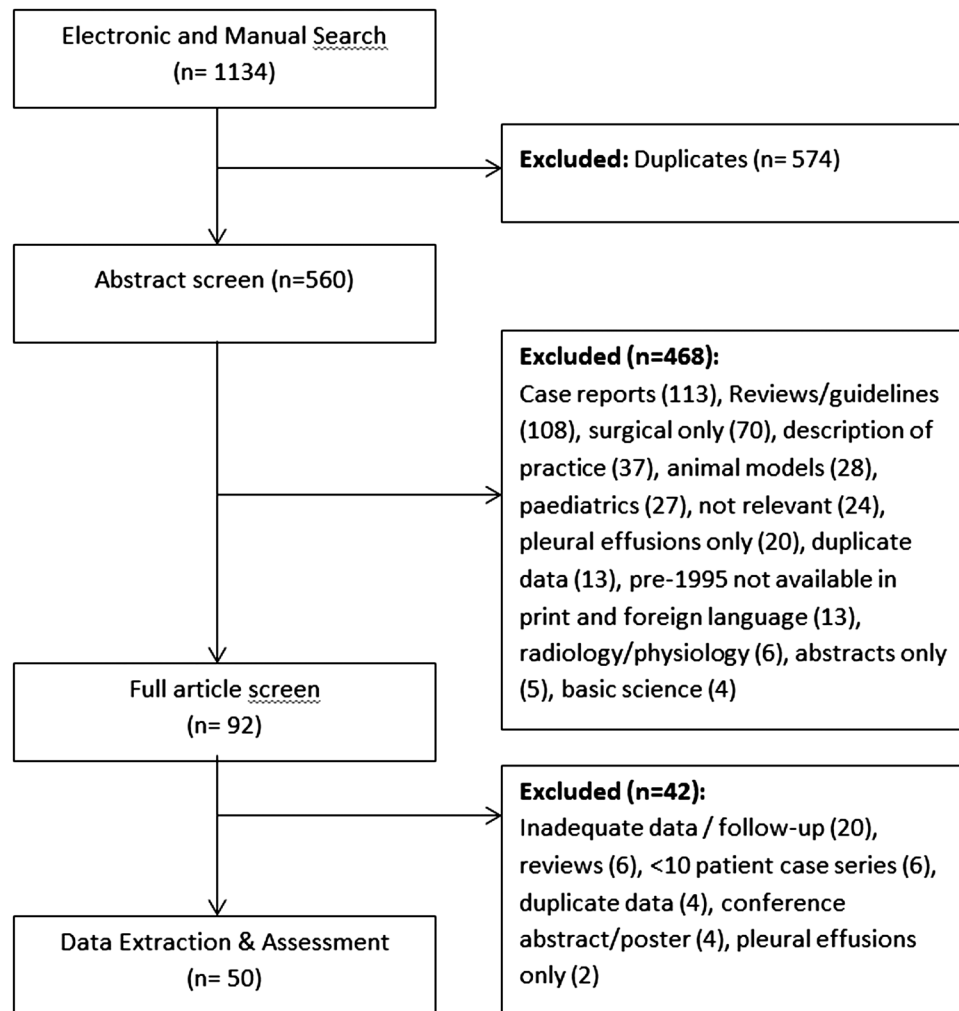 Electronic and Manual Search
(n= 1134)
Excluded: Duplicates (n= 574)
Abstract screen (n=560)
Excluded (n=468):
Case reports (113), Reviews/guidelines
(108), surgical only (70), description of
practice (37), animal models (28),
paediatrics (27), not relevant (24),
pleural effusions only (20), duplicate
data (13), pre-1995 not available in
print and foreign language (13),
radiology/physiology (6), abstracts only
(5), basic science (4)
Full article screen
(n= 92)
Excluded (n=42):
Inadequate data / follow-up (20),
reviews (6), <10 patient case series (6),
duplicate data (4), conference
abstract/poster (4), pleural effusions
only (2)
Data Extraction & Assessment
(n= 50)